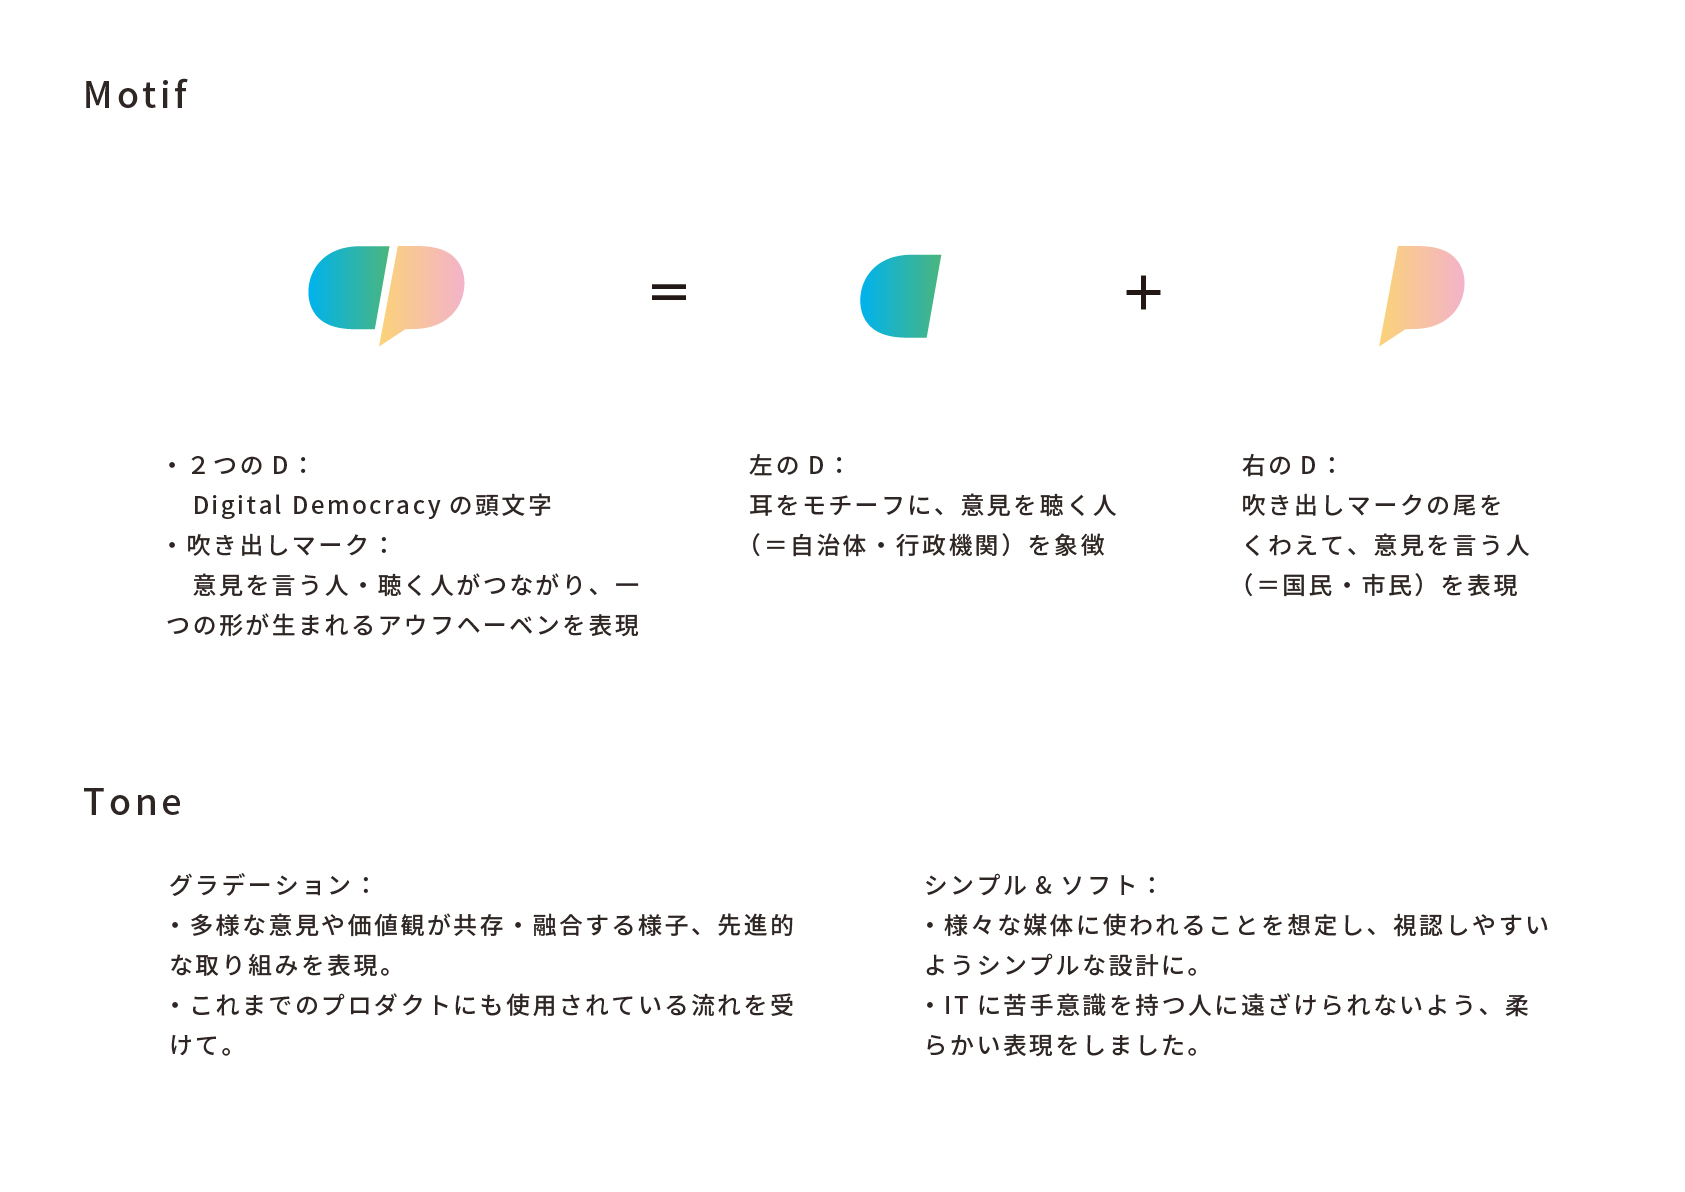 Motif
=
+
・２つの D：
Digital Democracy の頭文字
・吹き出しマーク：
意見を言う人・聴く人がつながり、一
つの形が生まれるアウフヘーベンを表現
左の D：
耳をモチーフに、意見を聴く人
（＝自治体・行政機関）を象徴
右の D：
吹き出しマークの尾を
くわえて、意見を言う人
（＝国民・市民）を表現
Tone
グラデーション：
・多様な意見や価値観が共存・融合する様子、先進的
な取り組みを表現。
・これまでのプロダクトにも使用されている流れを受
けて。
シンプル & ソフト：
・様々な媒体に使われることを想定し、視認しやすい
ようシンプルな設計に。
・IT に苦手意識を持つ人に遠ざけられないよう、柔
らかい表現をしました。